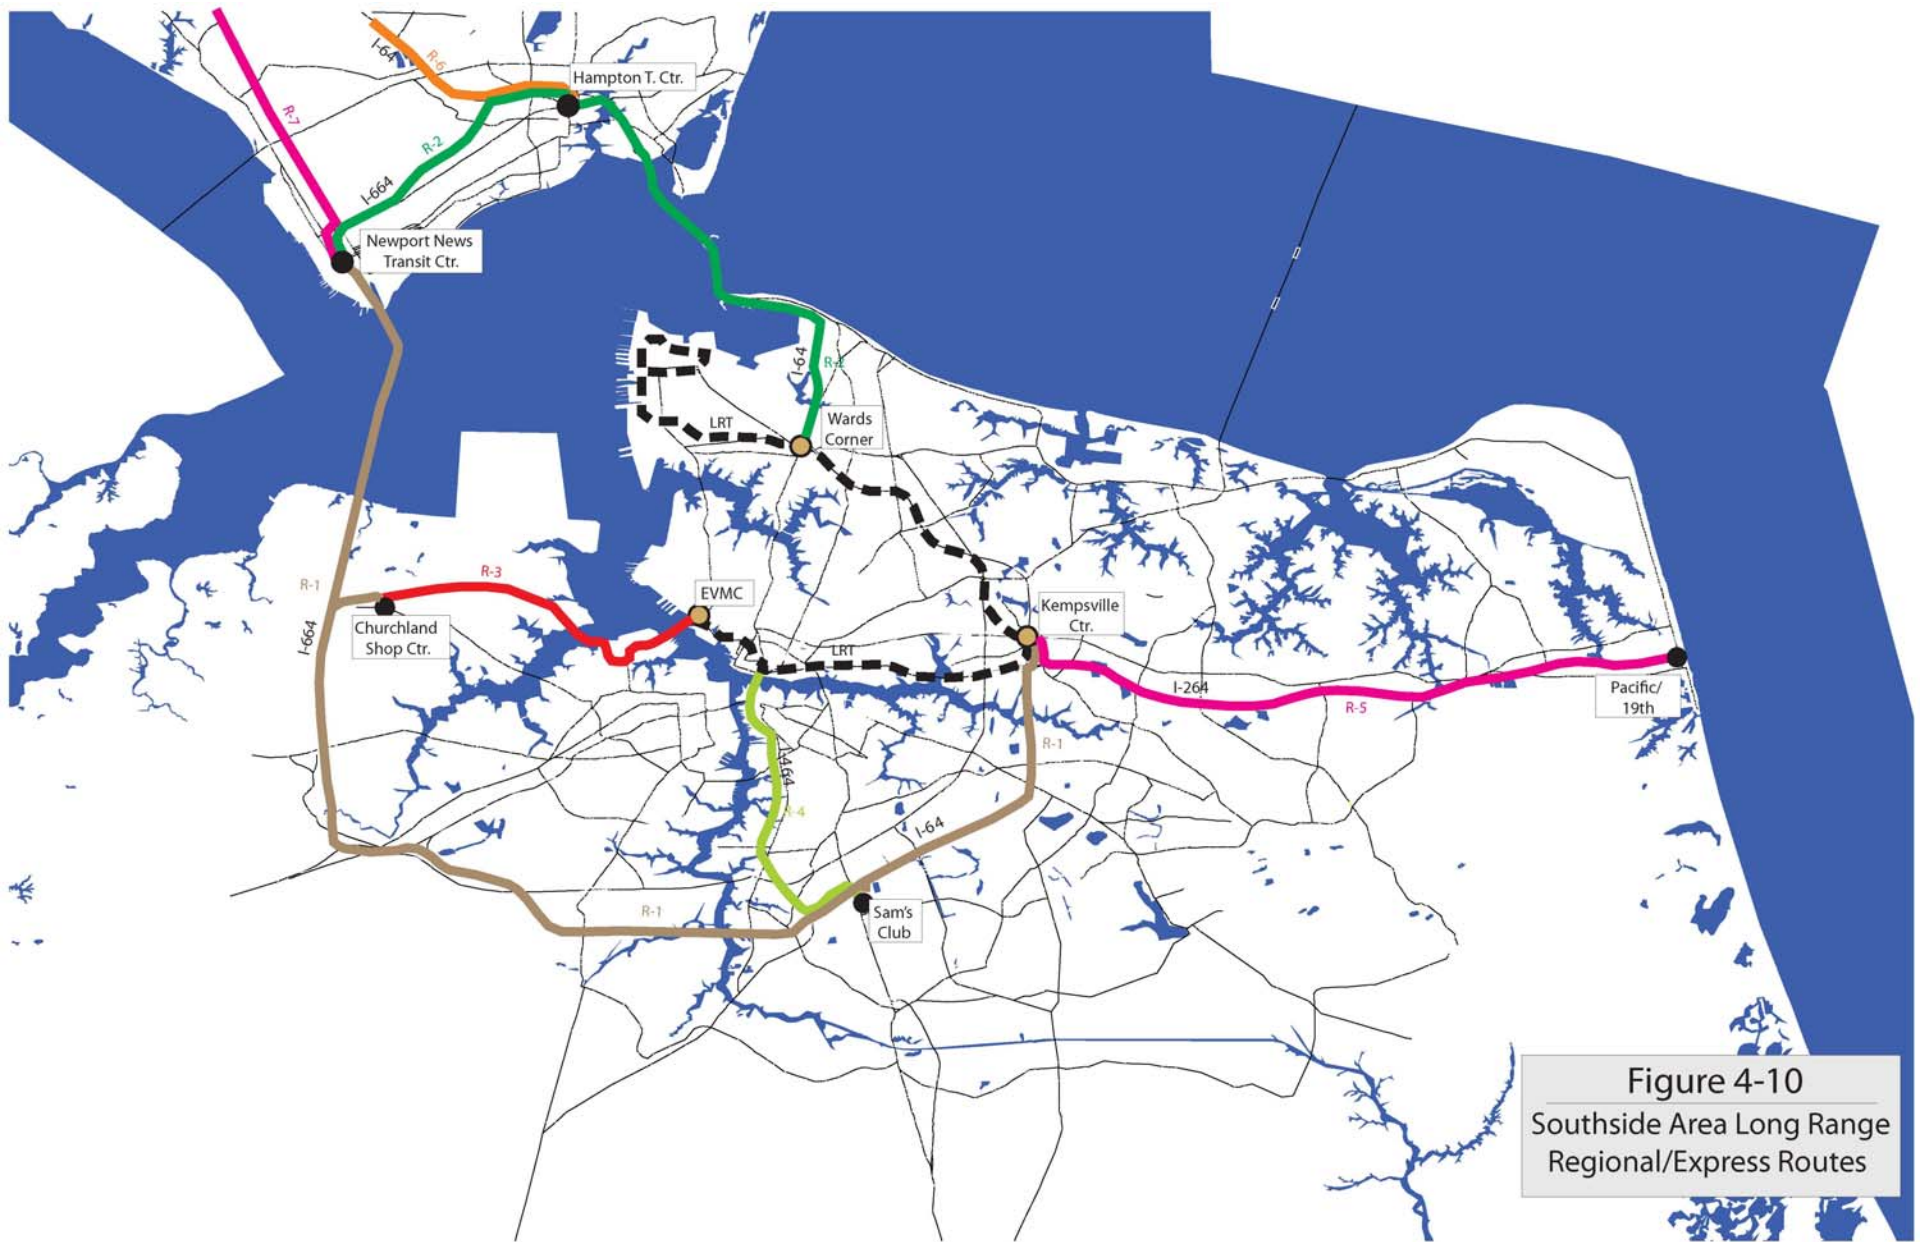 I-64
R-6
Hampton T. Ctr.
R-7
R-2
I-664
Newport News
Transit Ctr.
I-64
R-2
LRT
Wards
Corner
R-1
R-3
EVMC
Kempsville
Ctr.
Churchland
Shop Ctr.
I-664
LRT
I-264
R-5
Pacific/
19th
R-1
I-464
R-4
I-64
R-1
Sam's
Club
Figure 4-10
Southside Area Long Range
Regional/Express Routes